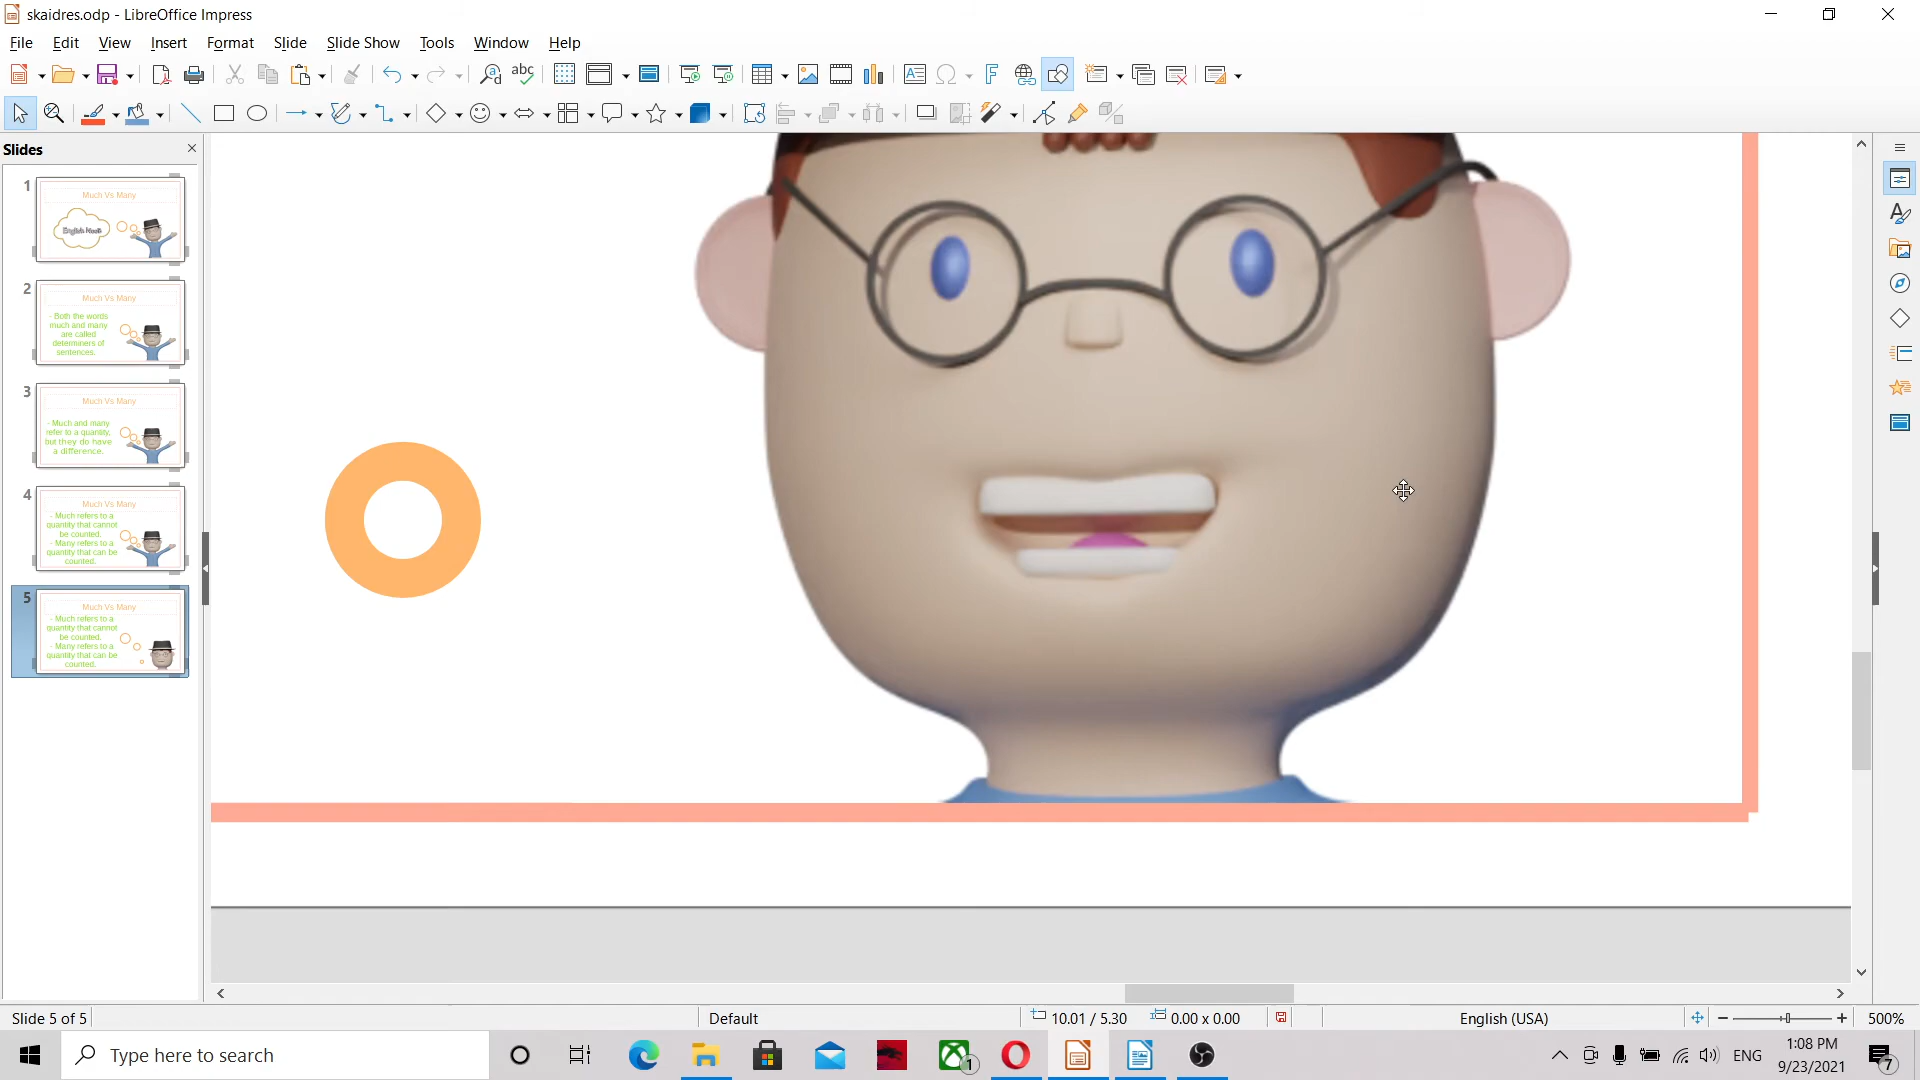 skaidres.odp - LibreOffice Impress
File Edit View Insert Format Slide Slide Show Tools Window Help
Slides
1
Much Vs Many
2
Much Vs Many
- Both the words
much and many
are called
determiners of
sentences.
3
Much Vs Many
- Much and many
refer to a quantity,
but they do have
a difference.
4
Much Vs Many
- Much refers to a
quantity that cannot
be counted.
- Many refers to a
quantity that can be
counted.
5
Much Vs Many
- Much refers to a
quantity that cannot
be counted.
- Many refers to a
quantity that can be
counted.
Slide 5 of 5 Default 10.01 / 5.30 0.00 x 0.00 English (USA) 500%
Type here to search 1 ENG 1:08 PM 7
9/23/2021